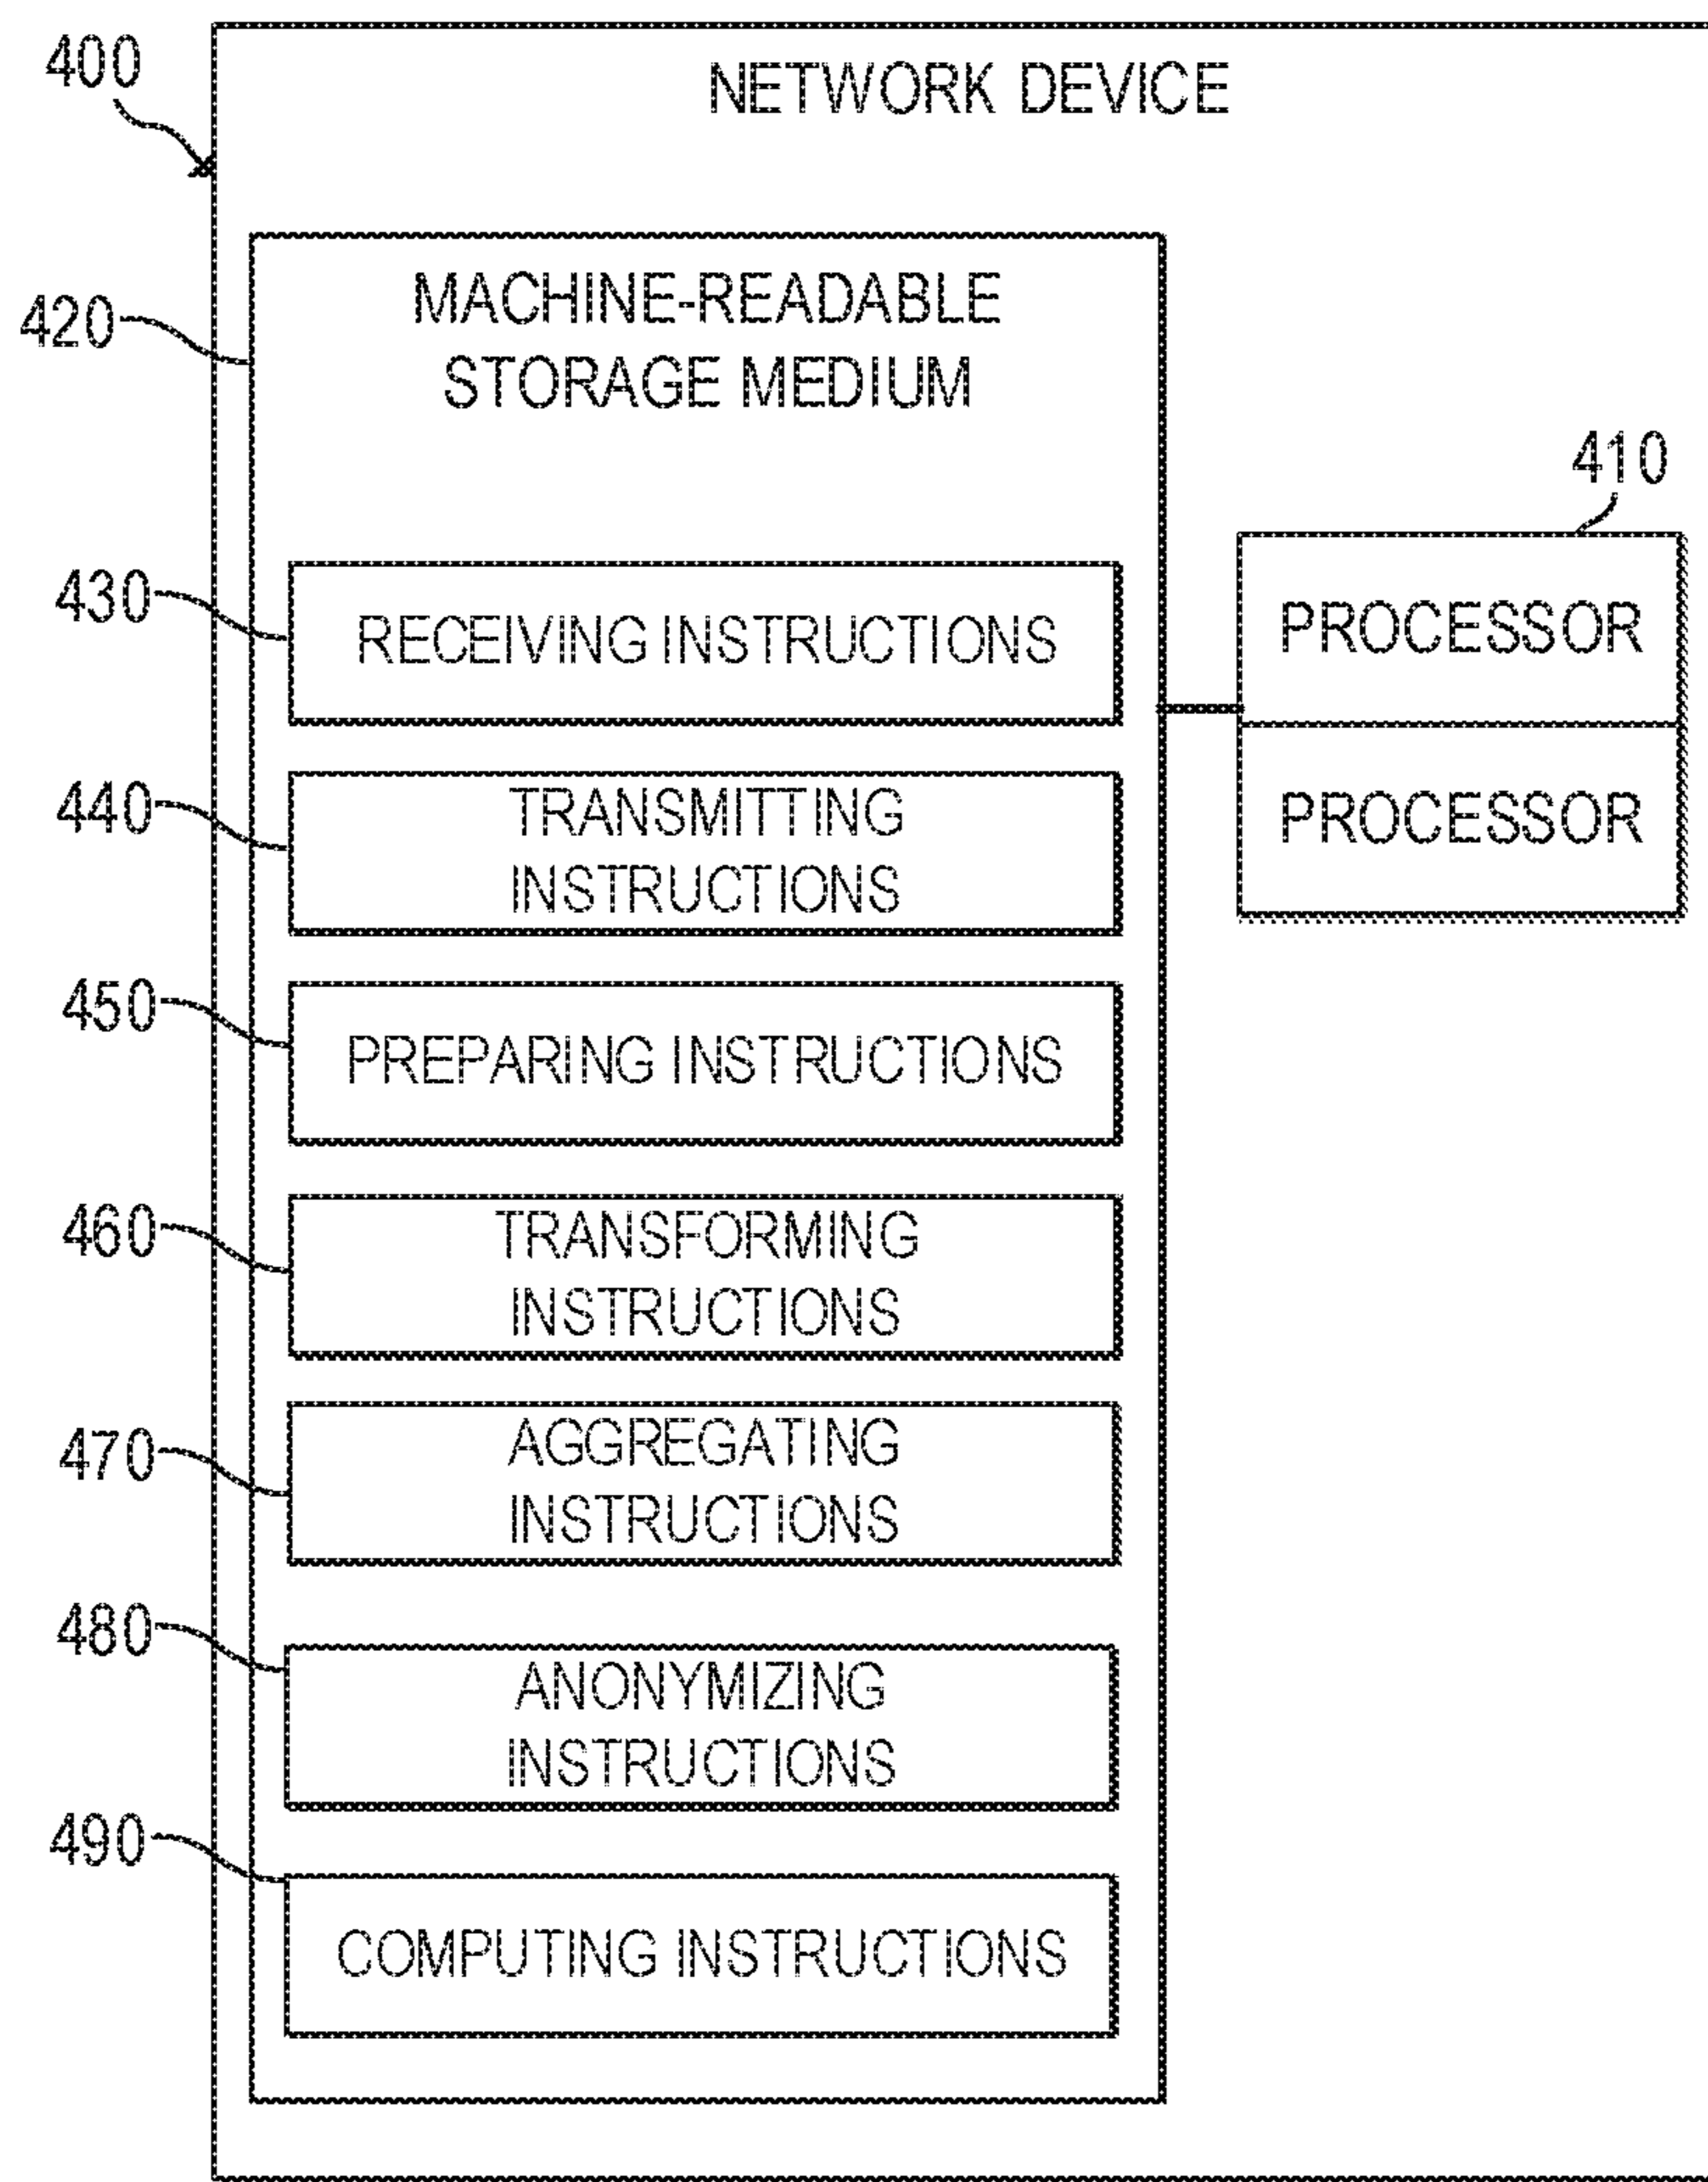 400
NETWORK DEVICE
420
MACHINE-READABLE
STORAGE MEDIUM
410
430
RECEIVING INSTRUCTIONS
PROCESSOR
440
TRANSMITTING
INSTRUCTIONS
PROCESSOR
450
PREPARING INSTRUCTIONS
460
TRANSFORMING
INSTRUCTIONS
470
AGGREGATING
INSTRUCTIONS
480
ANONYMIZING
INSTRUCTIONS
490
COMPUTING INSTRUCTIONS